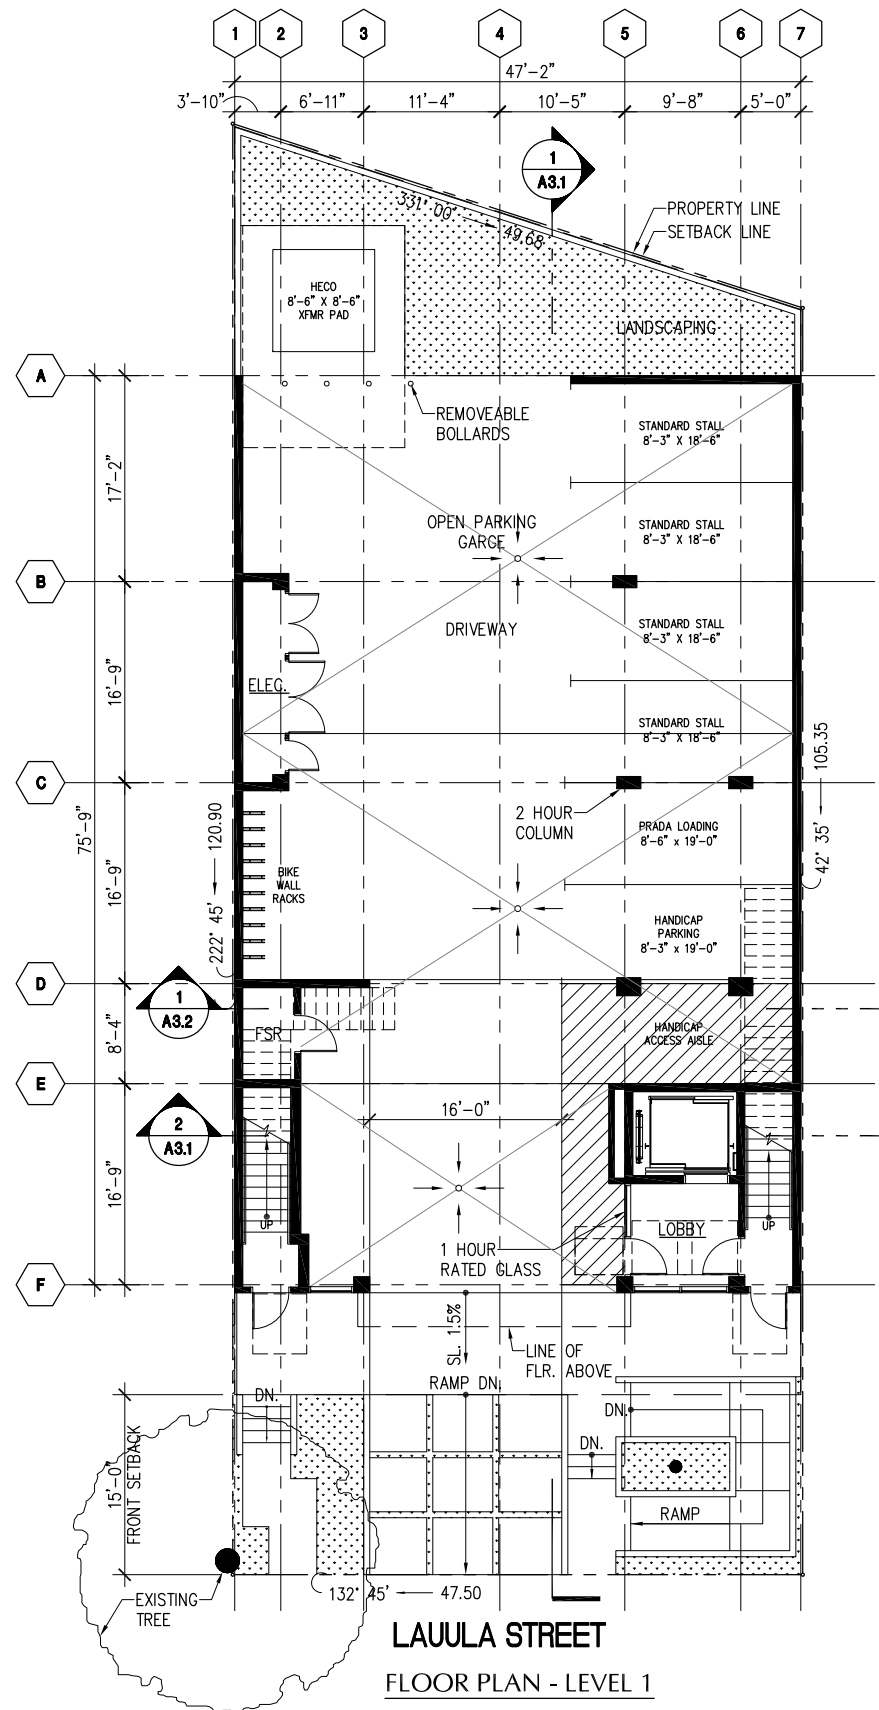 1 2 3 4 5 6 7
47'-2"
3'-10" 6'-11" 11'-4" 10'-5" 9'-8" 5'-0"
1
A3.1
331° 00' 49.68
PROPERTY LINE
SETBACK LINE
HECO
8'-6" X 8'-6"
XFMR PAD
LANDSCAPING
A
REMOVEABLE
BOLLARDS
STANDARD STALL
8'-3" X 18'-6"
17'-2"
OPEN PARKING
GARGE
STANDARD STALL
8'-3" X 18'-6"
B
DRIVEWAY
STANDARD STALL
8'-3" X 18'-6"
16'-9"
ELEC.
STANDARD STALL
8'-3" X 18'-6"
42° 35' 105.35
C
75'-9"
2 HOUR
COLUMN
PRADA LOADING
8'-6" x 19'-0"
222° 45' 120.90
16'-9"
BIKE
WALL
RACKS
HANDICAP
PARKING
8'-3" x 19'-0"
D
1
A3.2
8'-4"
FSR
HANDICAP
ACCESS AISLE
E
16'-0"
2
A3.1
16'-9"
UP
LOBBY
UP
1 HOUR
RATED GLASS
F
SL. 1.5%
LINE OF
FLR. ABOVE
RAMP DN.
DN.
DN.
DN.
15'-0"
FRONT SETBACK
RAMP
EXISTING
TREE
132° 45' 47.50
LAUULA STREET
FLOOR PLAN - LEVEL 1